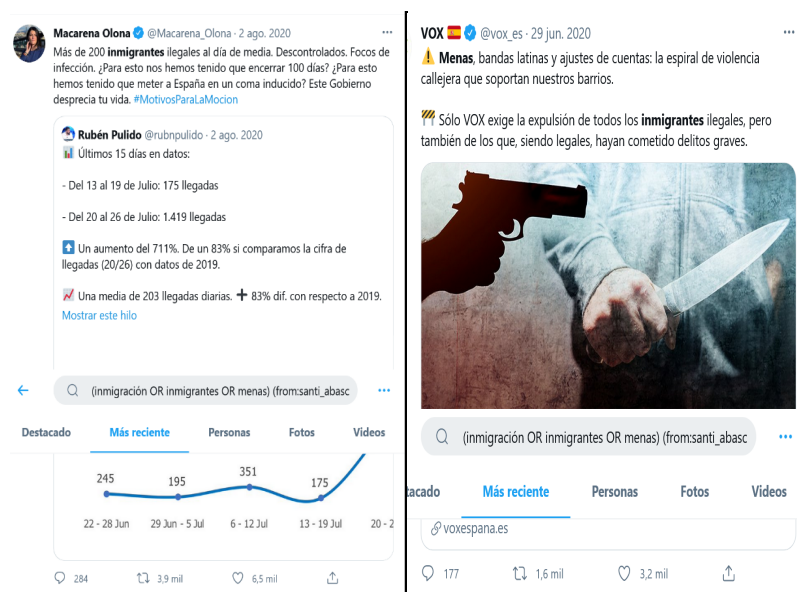 Macarena Olona @Macarena_Olona · 2 ago. 2020
Más de 200 inmigrantes ilegales al día de media. Descontrolados. Focos de
infección. ¿Para esto nos hemos tenido que encerrar 100 días? ¿Para esto
hemos tenido que meter a España en un coma inducido? Este Gobierno
desprecia tu vida. #MotivosParaLaMocion
Rubén Pulido @rubnpulido · 2 ago. 2020
Últimos 15 días en datos:
- Del 13 al 19 de Julio: 175 llegadas
- Del 20 al 26 de Julio: 1.419 llegadas
Un aumento del 711%. De un 83% si comparamos la cifra de
llegadas (20/26) con datos de 2019.
Una media de 203 llegadas diarias. ➕ 83% dif. con respecto a 2019.
Mostrar este hilo
(inmigración OR inmigrantes OR menas) (from:santi_abasc
Destacado Más reciente Personas Fotos Videos
245 195 351 175
22 - 28 Jun 29 Jun - 5 Jul 6 - 12 Jul 13 - 19 Jul 20 - 2
284 3,9 mil 6,5 mil
VOX @vox_es · 29 jun. 2020
Menas, bandas latinas y ajustes de cuentas: la espiral de violencia
callejera que soportan nuestros barrios.
Sólo VOX exige la expulsión de todos los inmigrantes ilegales, pero
también de los que, siendo legales, hayan cometido delitos graves.
(inmigración OR inmigrantes OR menas) (from:santi_abasc
tacado Más reciente Personas Fotos Videos
voxespana.es
177 1,6 mil 3,2 mil